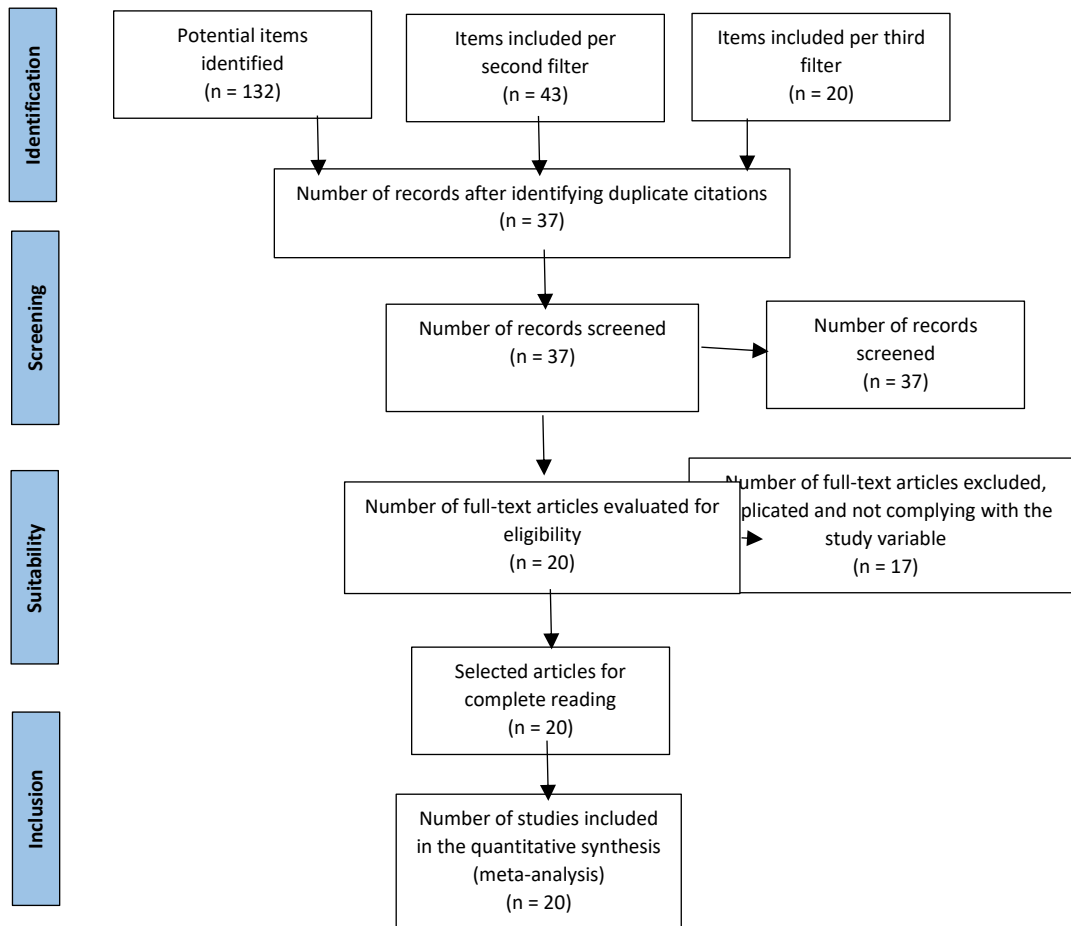 Identification
Potential items
identified
(n = 132)
Items included per
second filter
(n = 43)
Items included per third
filter
(n = 20)
Number of records after identifying duplicate citations
(n = 37)
Screening
Number of records screened
(n = 37)
Number of records
screened
(n = 37)
Suitability
Number of full-text articles evaluated for
eligibility
(n = 20)
Number of full-text articles excluded,
and not complying with the
study variable
(n = 17)
Selected articles for
complete reading
(n = 20)
Inclusion
Number of studies included
in the quantitative synthesis
(meta-analysis)
(n = 20)